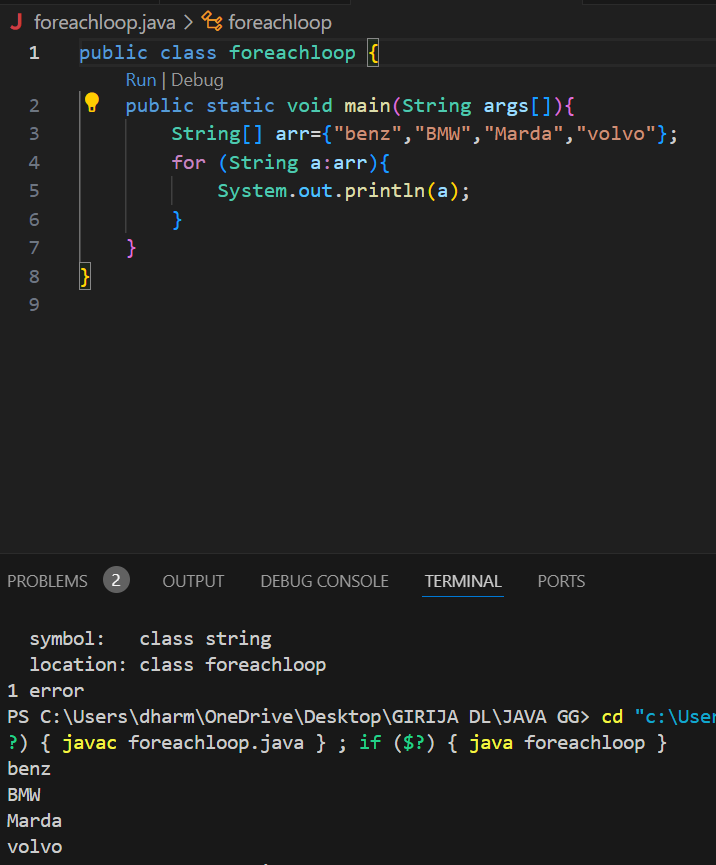 J foreachloop.java > foreachloop
1 public class foreachloop {
Run | Debug
2 public static void main(String args[]){
3 String[] arr={"benz","BMW","Marda","volvo"};
4 for (String a:arr){
5 System.out.println(a);
6 }
7 }
8 }
9
PROBLEMS 2 OUTPUT DEBUG CONSOLE TERMINAL PORTS
symbol: class string
location: class foreachloop
1 error
PS C:\Users\dharm\OneDrive\Desktop\GIRIJA DL\JAVA GG> cd "c:\User
?) { javac foreachloop.java } ; if ($?) { java foreachloop }
benz
BMW
Marda
volvo